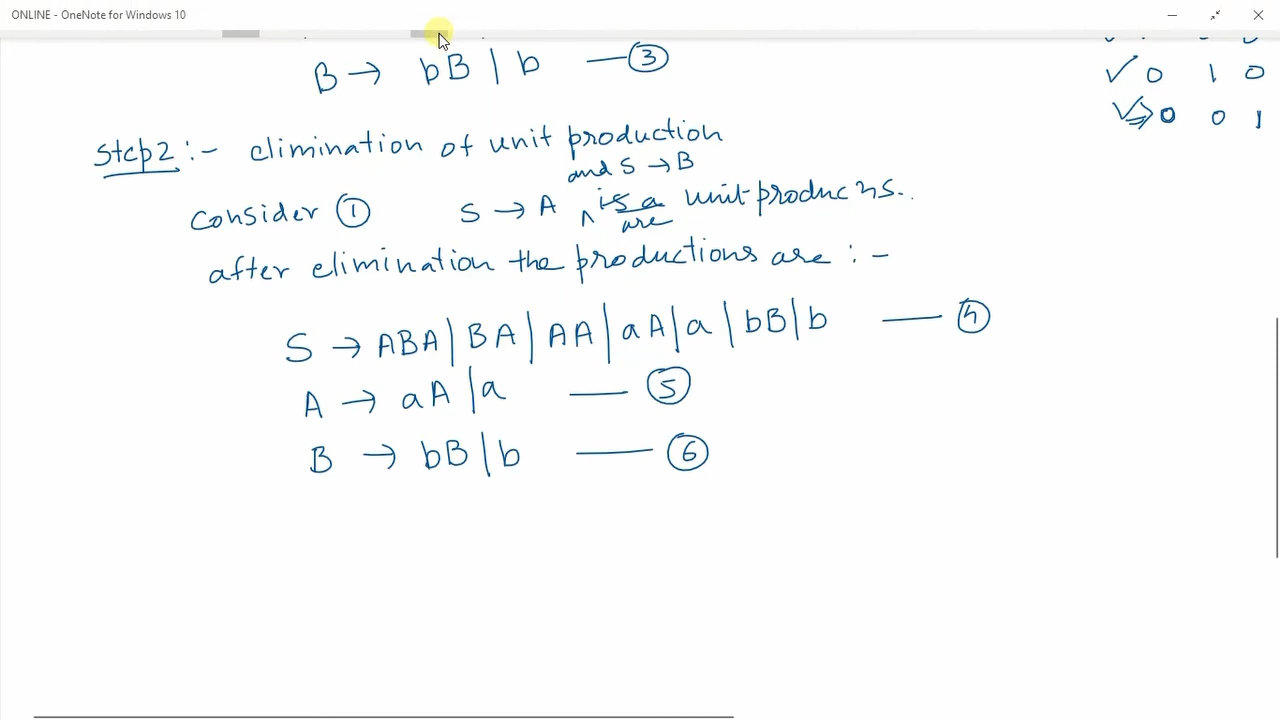 ONLINE - OneNote for Windows 10
B → bB | b — ③
✓ 0 1 0
✓ 0 0 1
Step2 :- elimination of unit production
and S → B
Consider ① S → A ^ is a unit producns.
are
after elimination the productions are : -
S → ABA | BA | AA | aA | a | bB | b — ④
A → aA | a — ⑤
B → bB | b — ⑥